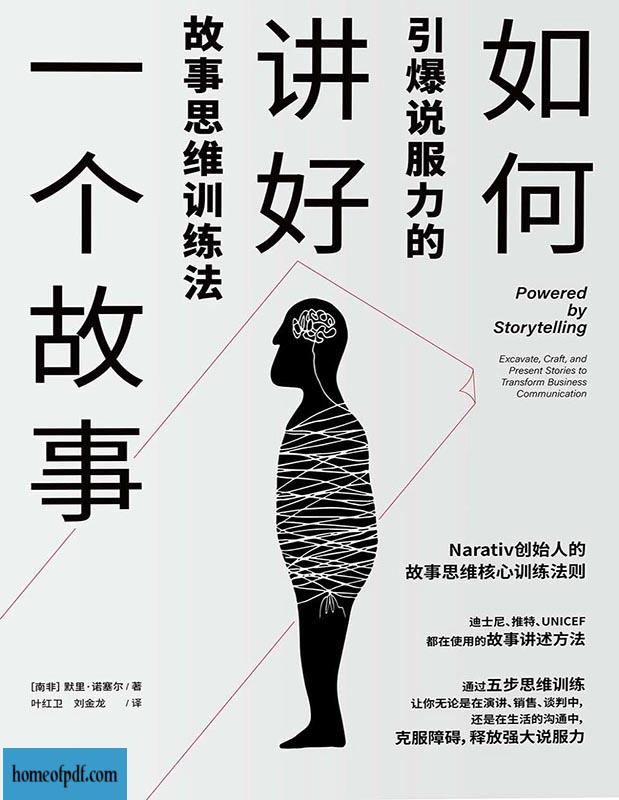 如何
讲好
一个故事
引爆说服力的
故事思维训练法
Powered
by
Storytelling
Excavate, Craft, and
Present Stories to
Transform Business
Communication
Narativ创始人的
故事思维核心训练法则
迪士尼、推特、UNICEF
都在使用的故事讲述方法
通过五步思维训练
让你无论是在演讲、销售、谈判中,
还是在生活的沟通中,
克服障碍,释放强大说服力
[南非] 默里·诺塞尔/著
叶红卫 刘金龙 /译
homeofpdf.com